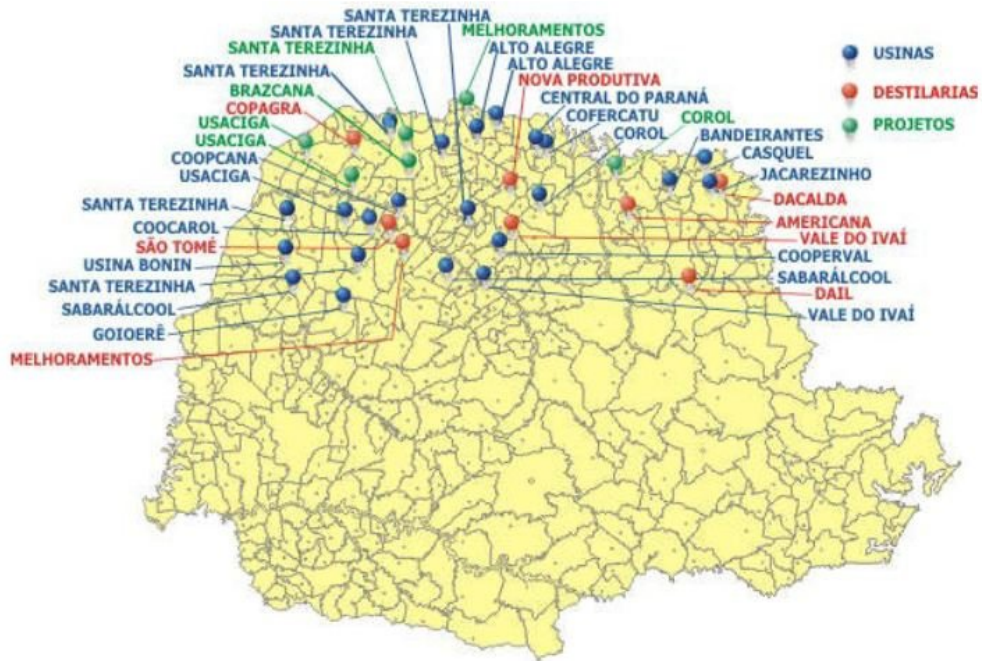 SANTA TEREZINHA
SANTA TEREZINHA
SANTA TEREZINHA
SANTA TEREZINHA
BRAZCANA
COPAGRA
USACIGA
USACIGA
COOPCANA
USACIGA
SANTA TEREZINHA
COOCAROL
SÃO TOMÉ
USINA BONIN
SANTA TEREZINHA
SABARÁLCOOL
GOIOERÊ
MELHORAMENTOS
MELHORAMENTOS
ALTO ALEGRE
ALTO ALEGRE
NOVA PRODUTIVA
CENTRAL DO PARANÁ
COFERCATU
COROL
COROL
BANDEIRANTES
CASQUEL
JACAREZINHO
DACALDA
AMERICANA
VALE DO IVAÍ
COOPERVAL
SABARÁLCOOL
DAIL
VALE DO IVAÍ
USINAS
DESTILARIAS
PROJETOS